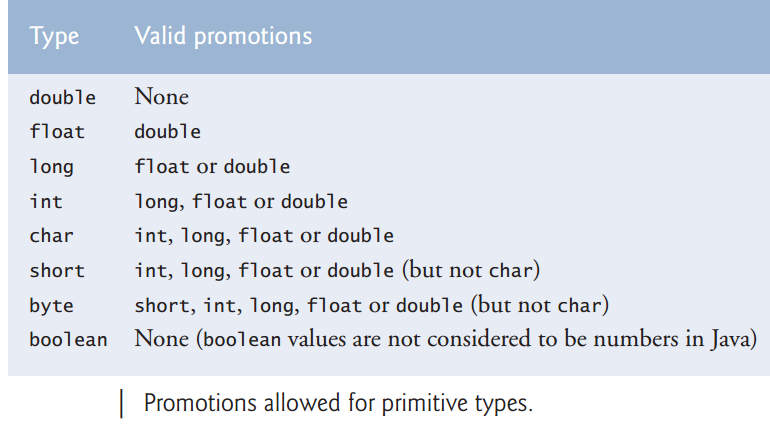 Type Valid promotions
double None
float double
long float or double
int long, float or double
char int, long, float or double
short int, long, float or double (but not char)
byte short, int, long, float or double (but not char)
boolean None (boolean values are not considered to be numbers in Java)
Promotions allowed for primitive types.